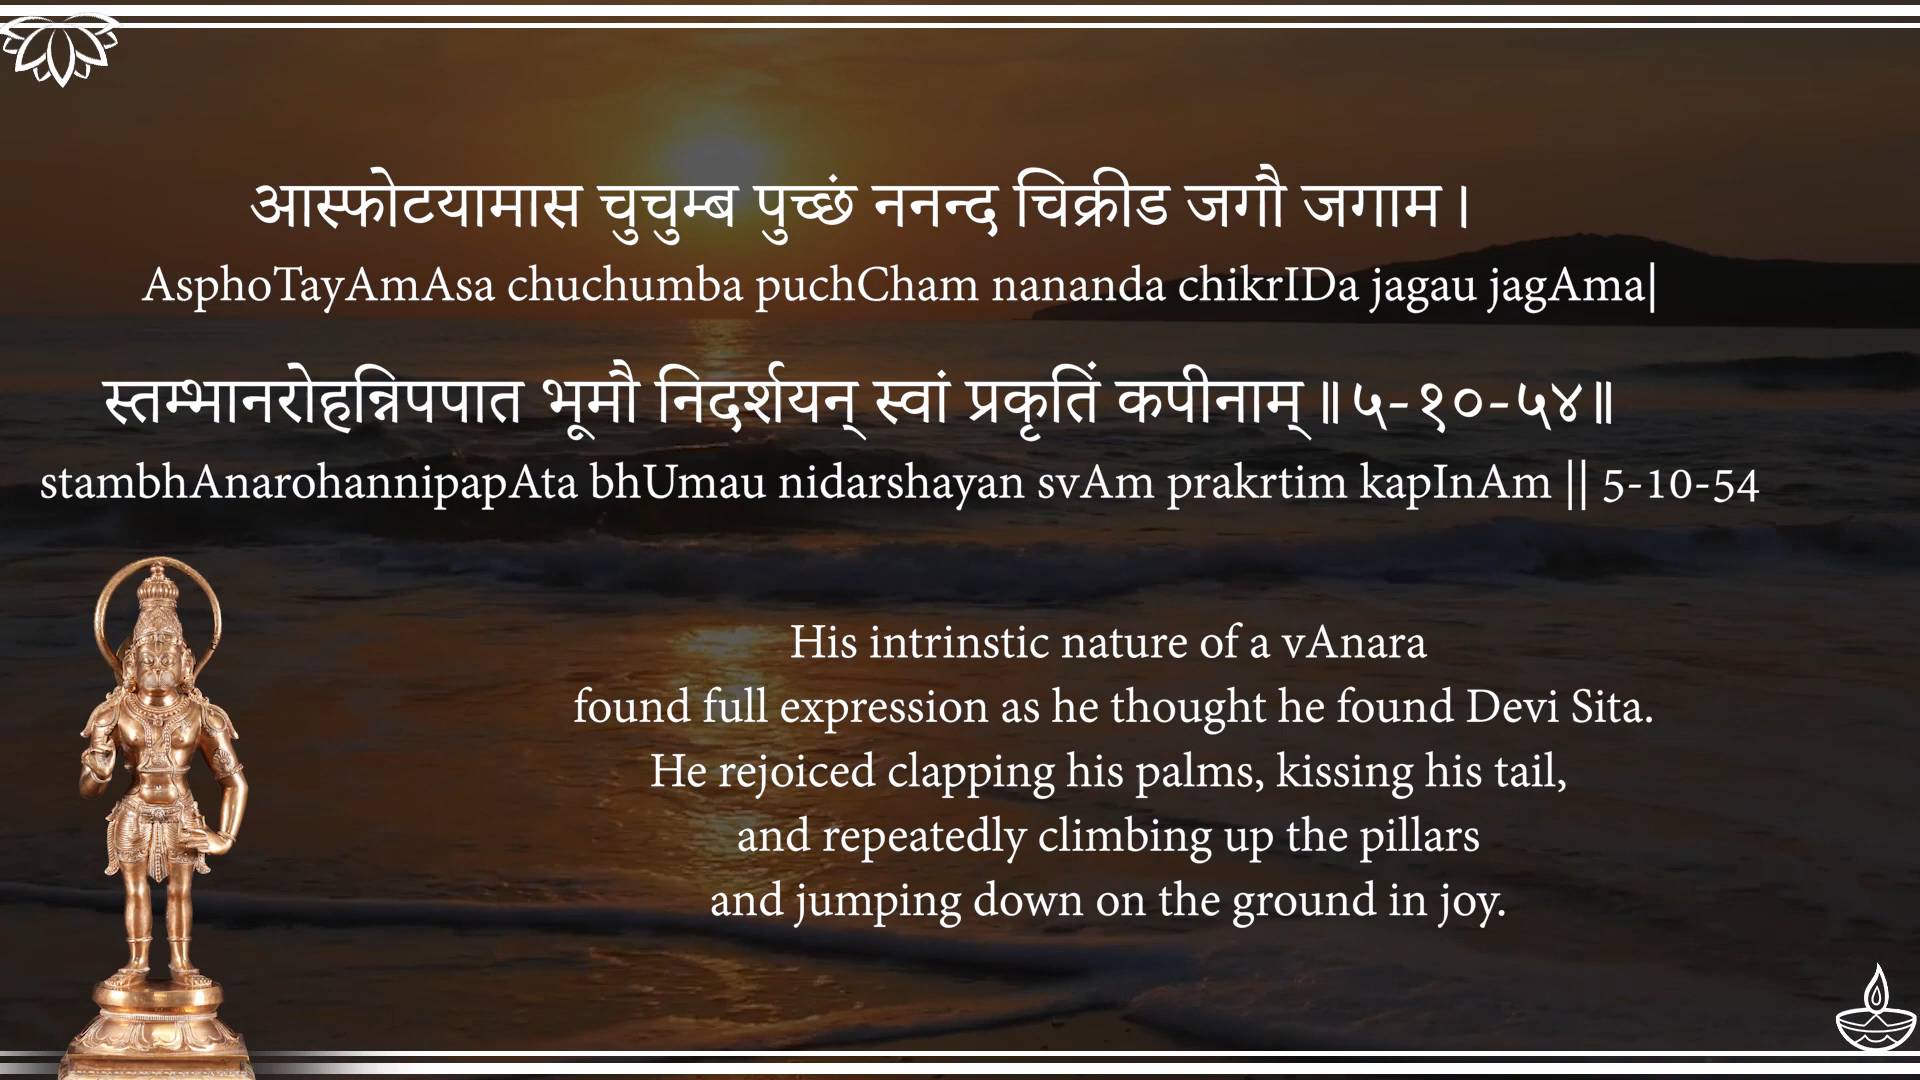 आस्फोटयामास चुचुम्ब पुच्छं ननन्द चिक्रीड जगौ जगाम ।
AsphoTayAmAsa chuchumba puchCham nananda chikrIDa jagau jagAma|
स्तम्भानरोहन्निपपात भूमौ निदर्शयन् स्वां प्रकृतिं कपीनाम् ॥ ५-१०-५४॥
stambhAnarohannipapAta bhUmau nidarshayan svAm prakrtim kapInAm || 5-10-54
His intrinstic nature of a vAnara
found full expression as he thought he found Devi Sita.
He rejoiced clapping his palms, kissing his tail,
and repeatedly climbing up the pillars
and jumping down on the ground in joy.